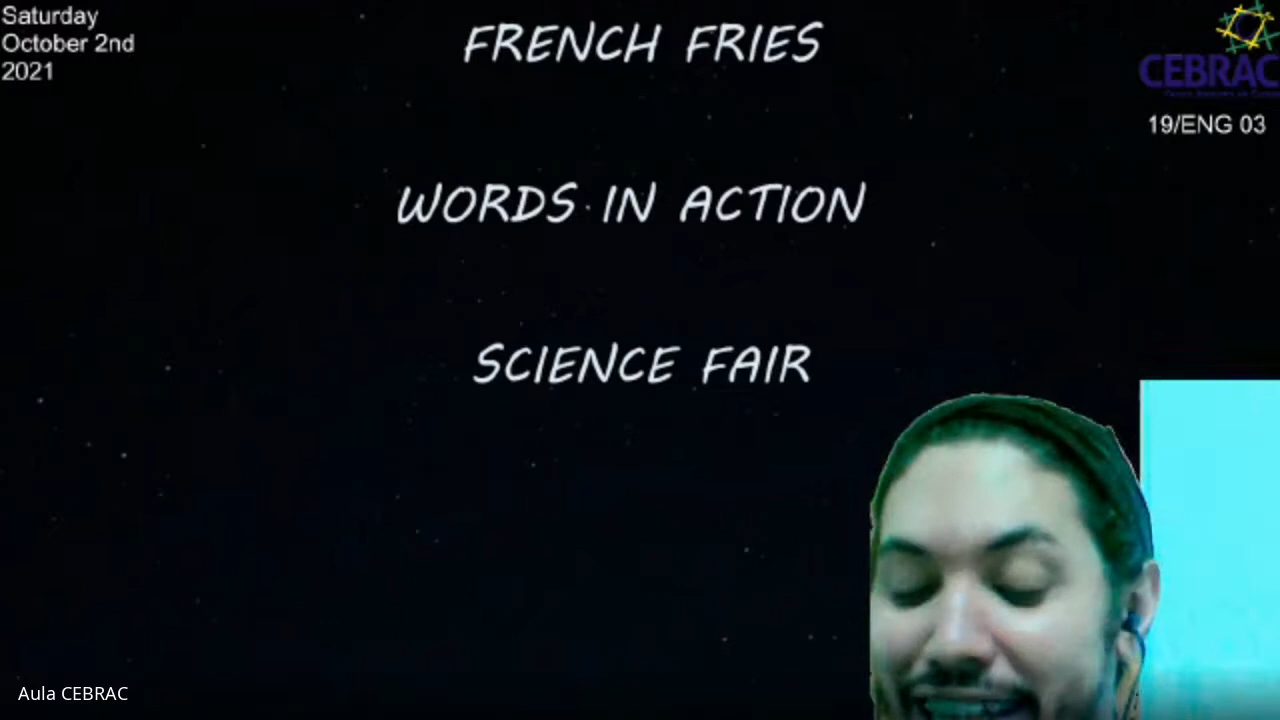 Saturday
October 2nd
2021
FRENCH FRIES
CEBRAC
19/ENG 03
WORDS IN ACTION
SCIENCE FAIR
Aula CEBRAC